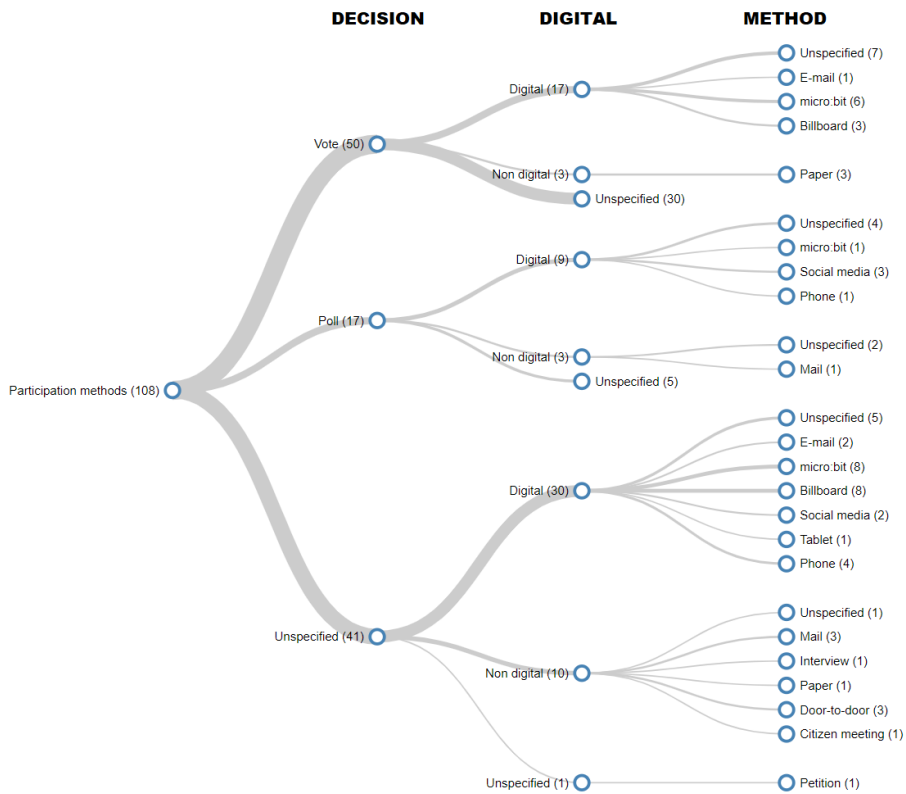 DECISION DIGITAL METHOD
Unspecified (7)
E-mail (1)
Digital (17)
micro:bit (6)
Billboard (3)
Vote (50)
Non digital (3)
Paper (3)
Unspecified (30)
Unspecified (4)
micro:bit (1)
Digital (9)
Social media (3)
Phone (1)
Poll (17)
Unspecified (2)
Non digital (3)
Mail (1)
Unspecified (5)
Participation methods (108)
Unspecified (5)
E-mail (2)
micro:bit (8)
Digital (30)
Billboard (8)
Social media (2)
Tablet (1)
Phone (4)
Unspecified (1)
Unspecified (41)
Mail (3)
Interview (1)
Non digital (10)
Paper (1)
Door-to-door (3)
Citizen meeting (1)
Unspecified (1)
Petition (1)